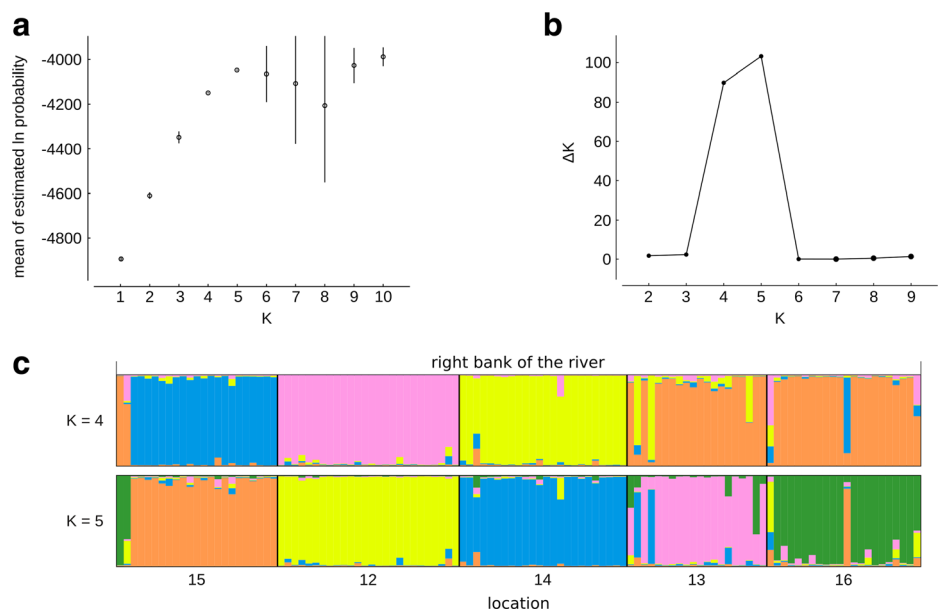 a
mean of estimated ln probability
-4000
-4200
-4400
-4600
-4800
1 2 3 4 5 6 7 8 9 10
K
b
ΔK
100
80
60
40
20
0
2 3 4 5 6 7 8 9
K
c
right bank of the river
K = 4
K = 5
15 12 14 13 16
location